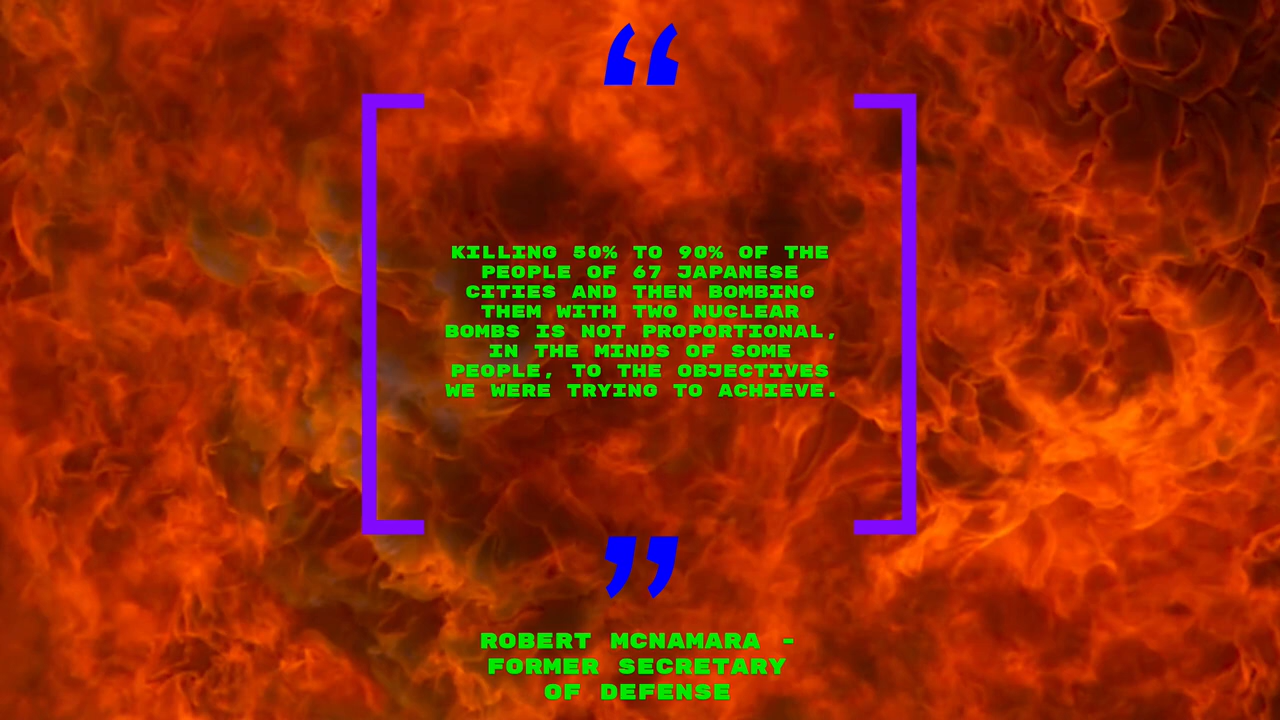 “
KILLING 50% TO 90% OF THE
PEOPLE OF 67 JAPANESE
CITIES AND THEN BOMBING
THEM WITH TWO NUCLEAR
BOMBS IS NOT PROPORTIONAL,
IN THE MINDS OF SOME
PEOPLE, TO THE OBJECTIVES
WE WERE TRYING TO ACHIEVE.
”
ROBERT MCNAMARA -
FORMER SECRETARY
OF DEFENSE